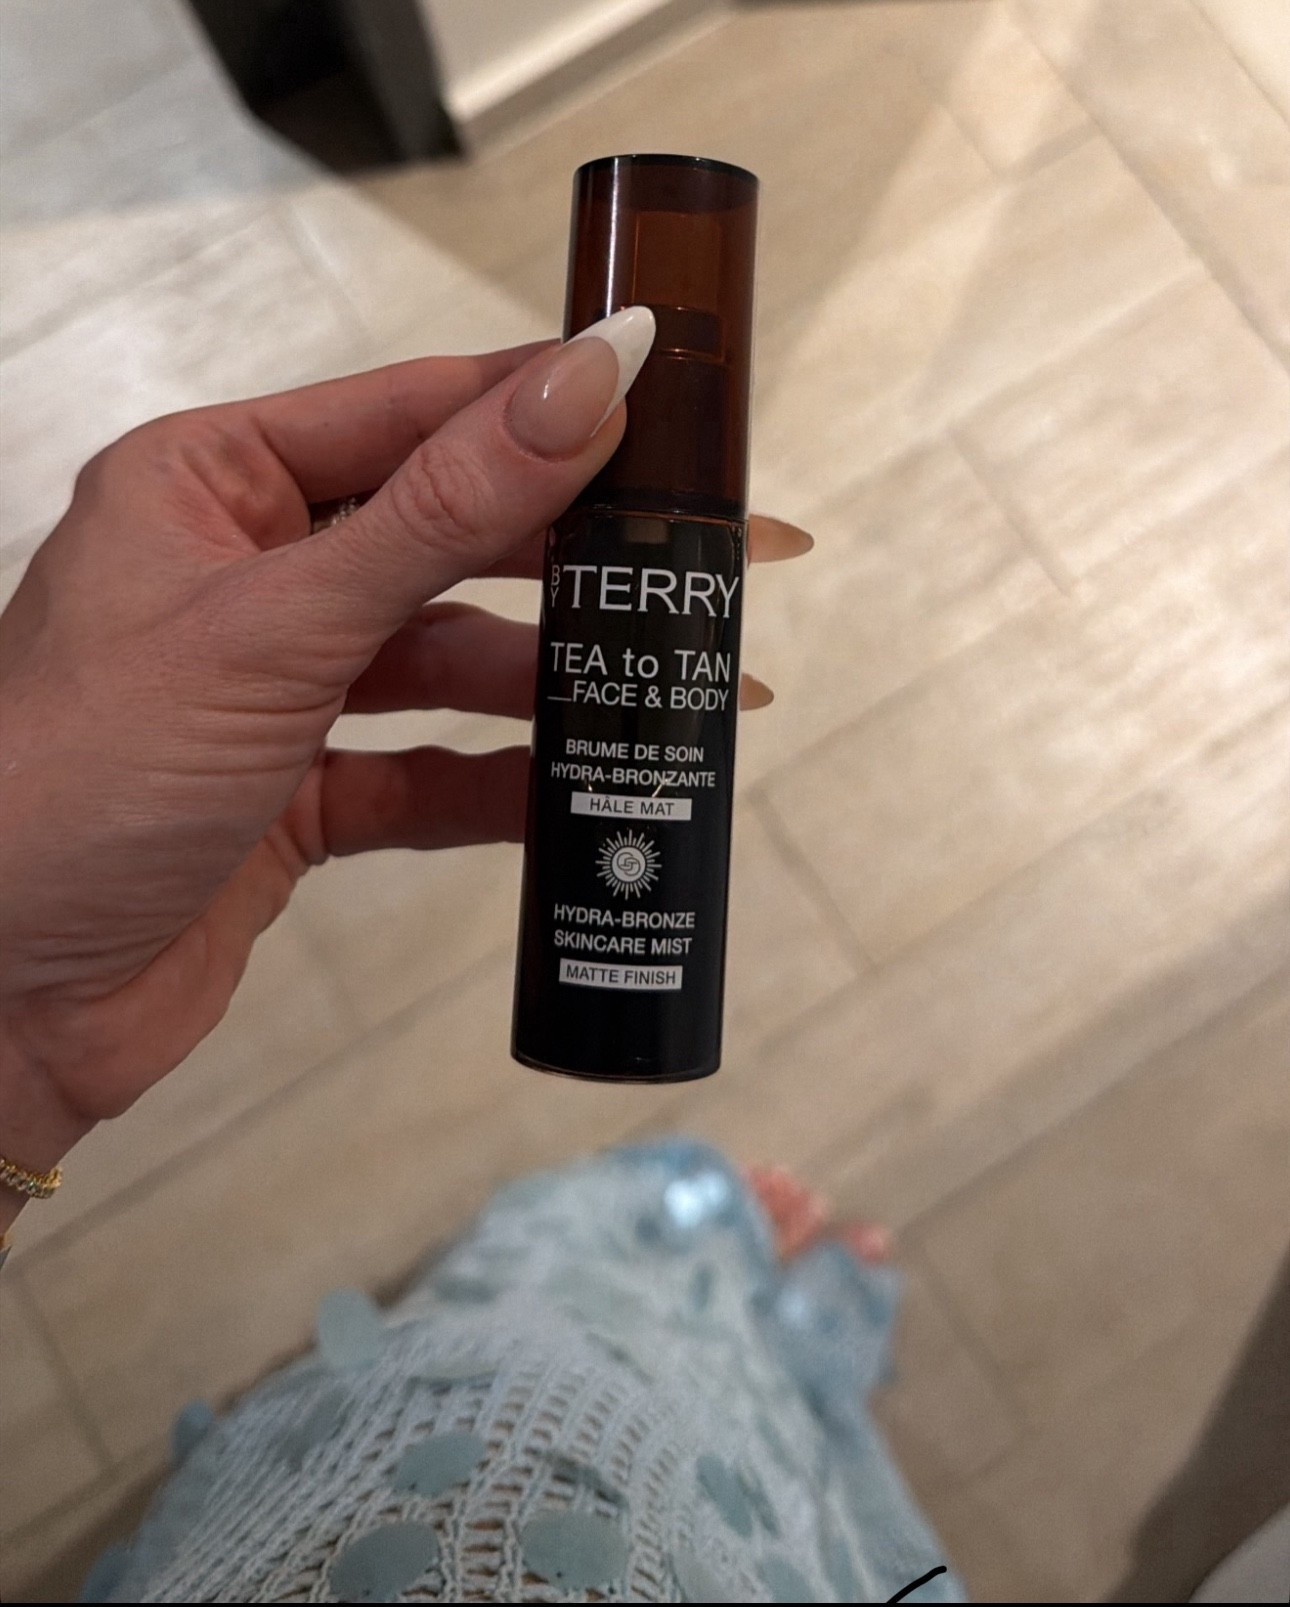 BY TERRY
TEA to TAN
__FACE & BODY
BRUME DE SOIN
HYDRA-BRONZANTE
HÂLE MAT
HYDRA-BRONZE
SKINCARE MIST
MATTE FINISH